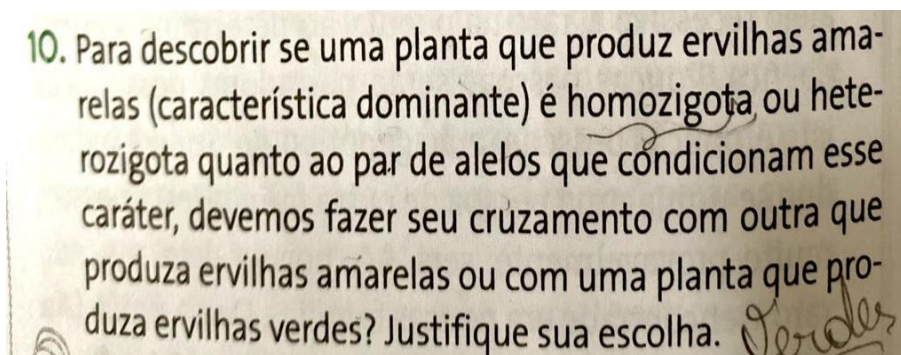 10. Para descobrir se uma planta que produz ervilhas ama-
relas (característica dominante) é homozigota ou hete-
rozigota quanto ao par de alelos que condicionam esse
caráter, devemos fazer seu cruzamento com outra que
produza ervilhas amarelas ou com uma planta que pro-
duza ervilhas verdes? Justifique sua escolha. Verdes